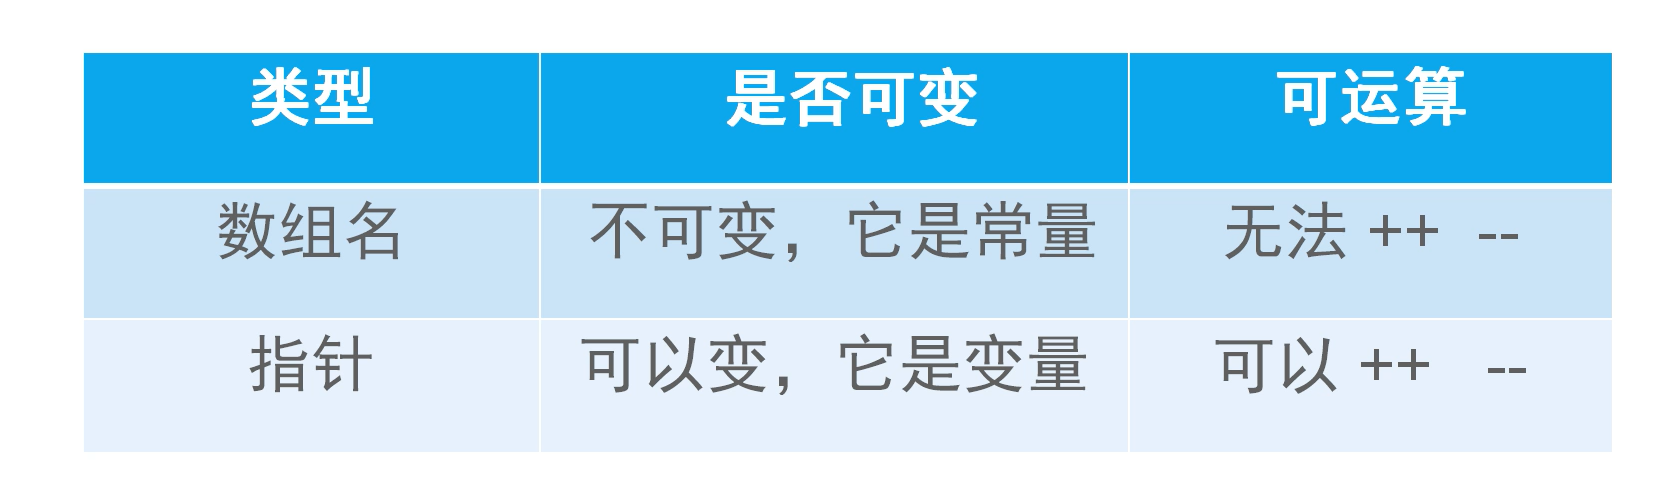 类型 是否可变 可运算
数组名 不可变，它是常量 无法 ++ --
指针 可以变，它是变量 可以 ++ --